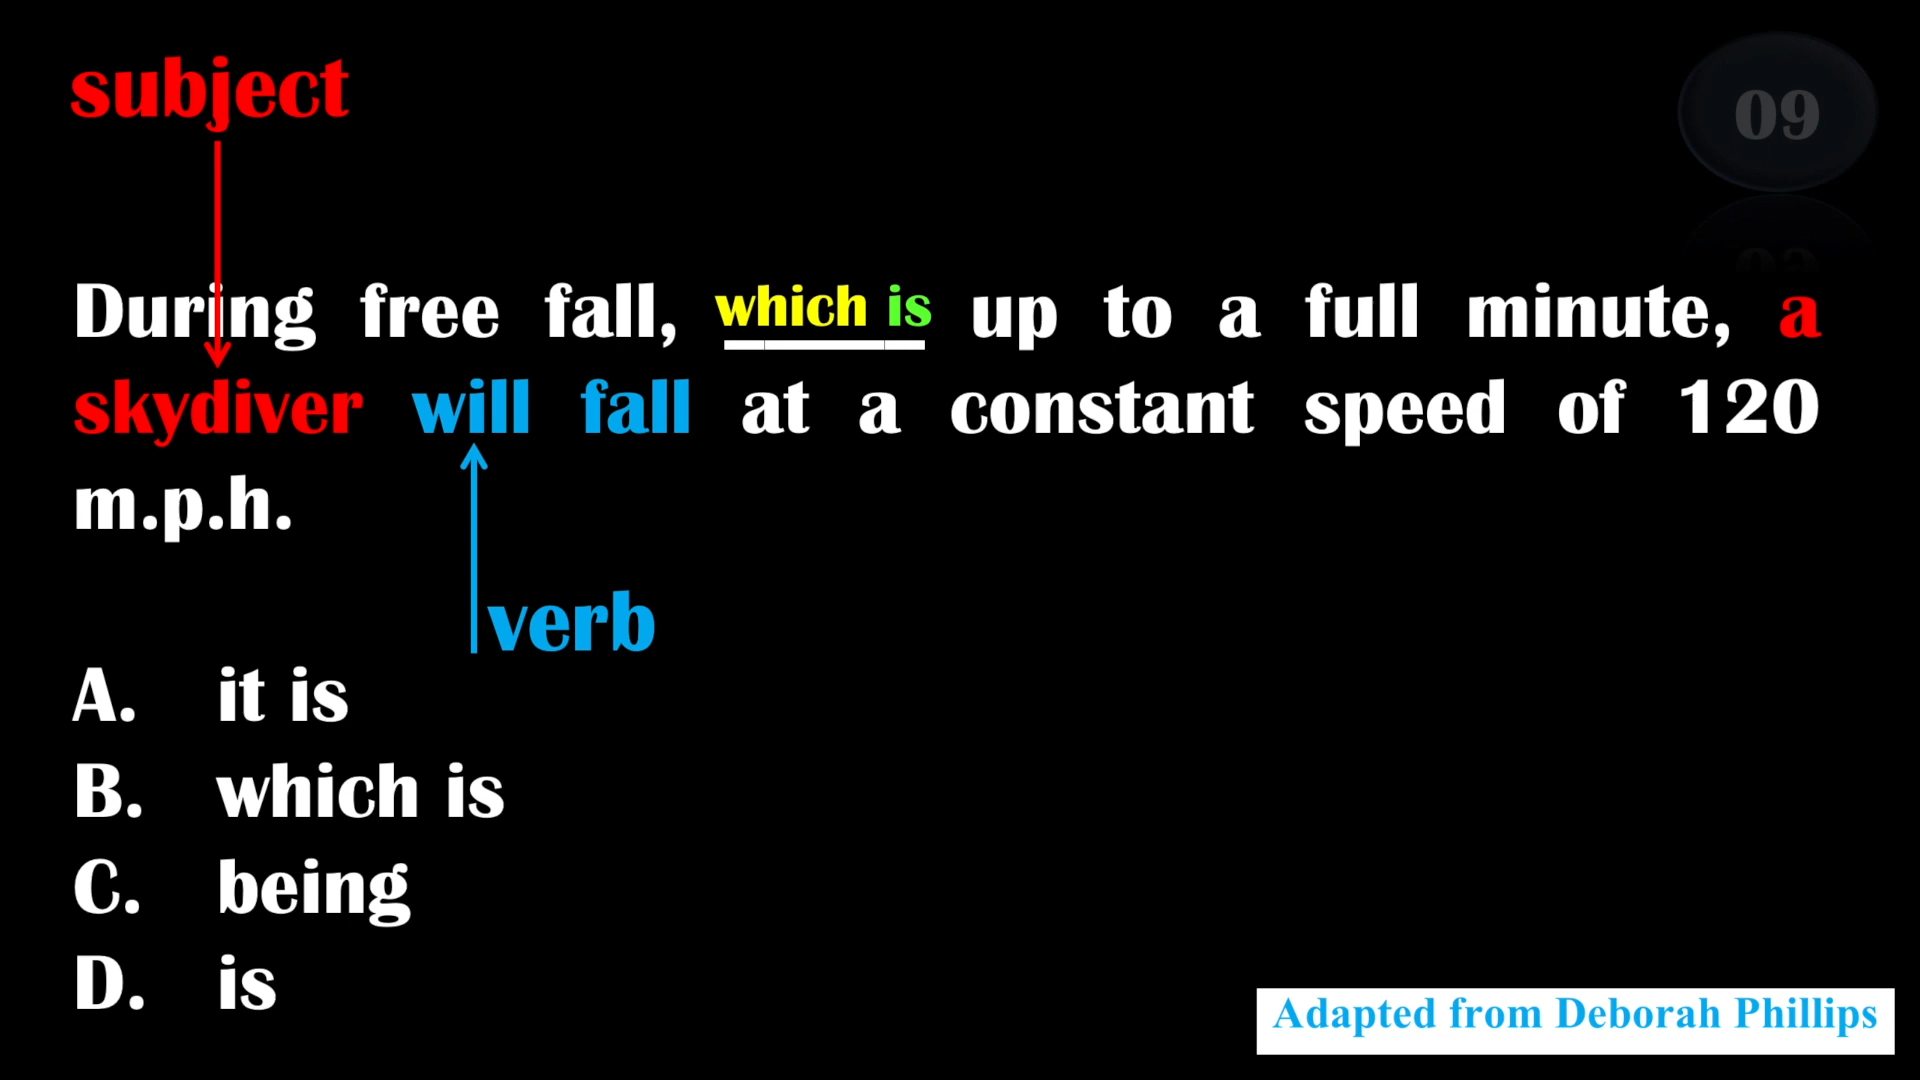 subject
09
During free fall, which is up to a full minute, a
skydiver will fall at a constant speed of 120
m.p.h.
verb
A. it is
B. which is
C. being
D. is
Adapted from Deborah Phillips